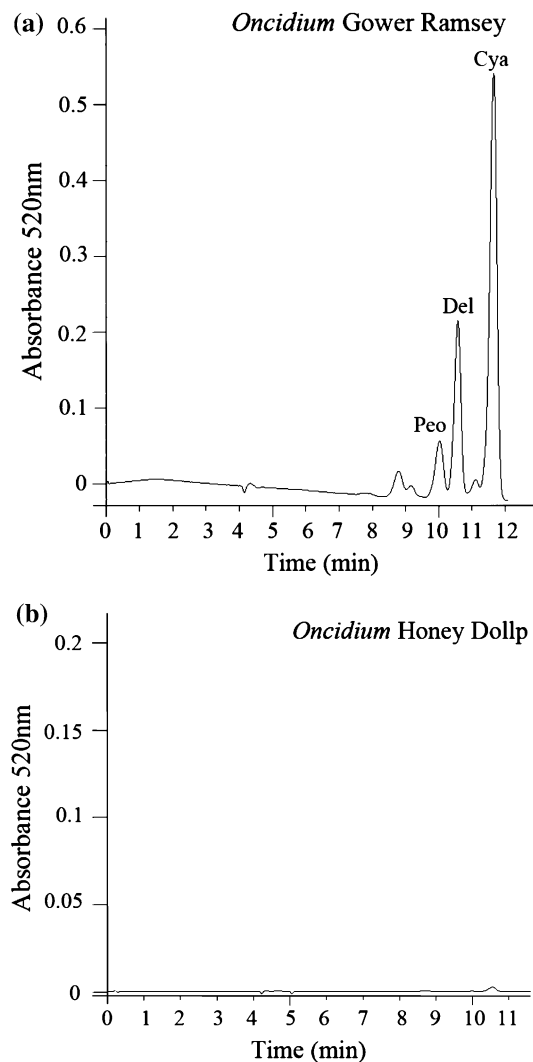 (a)
Oncidium Gower Ramsey
Absorbance 520nm
0.6
0.5
0.4
0.3
0.2
0.1
0
Cya
Del
Peo
0 1 2 3 4 5 6 7 8 9 10 11 12
Time (min)
(b)
Oncidium Honey Dollp
Absorbance 520nm
0.2
0.15
0.1
0.05
0
0 1 2 3 4 5 6 7 8 9 10 11
Time (min)